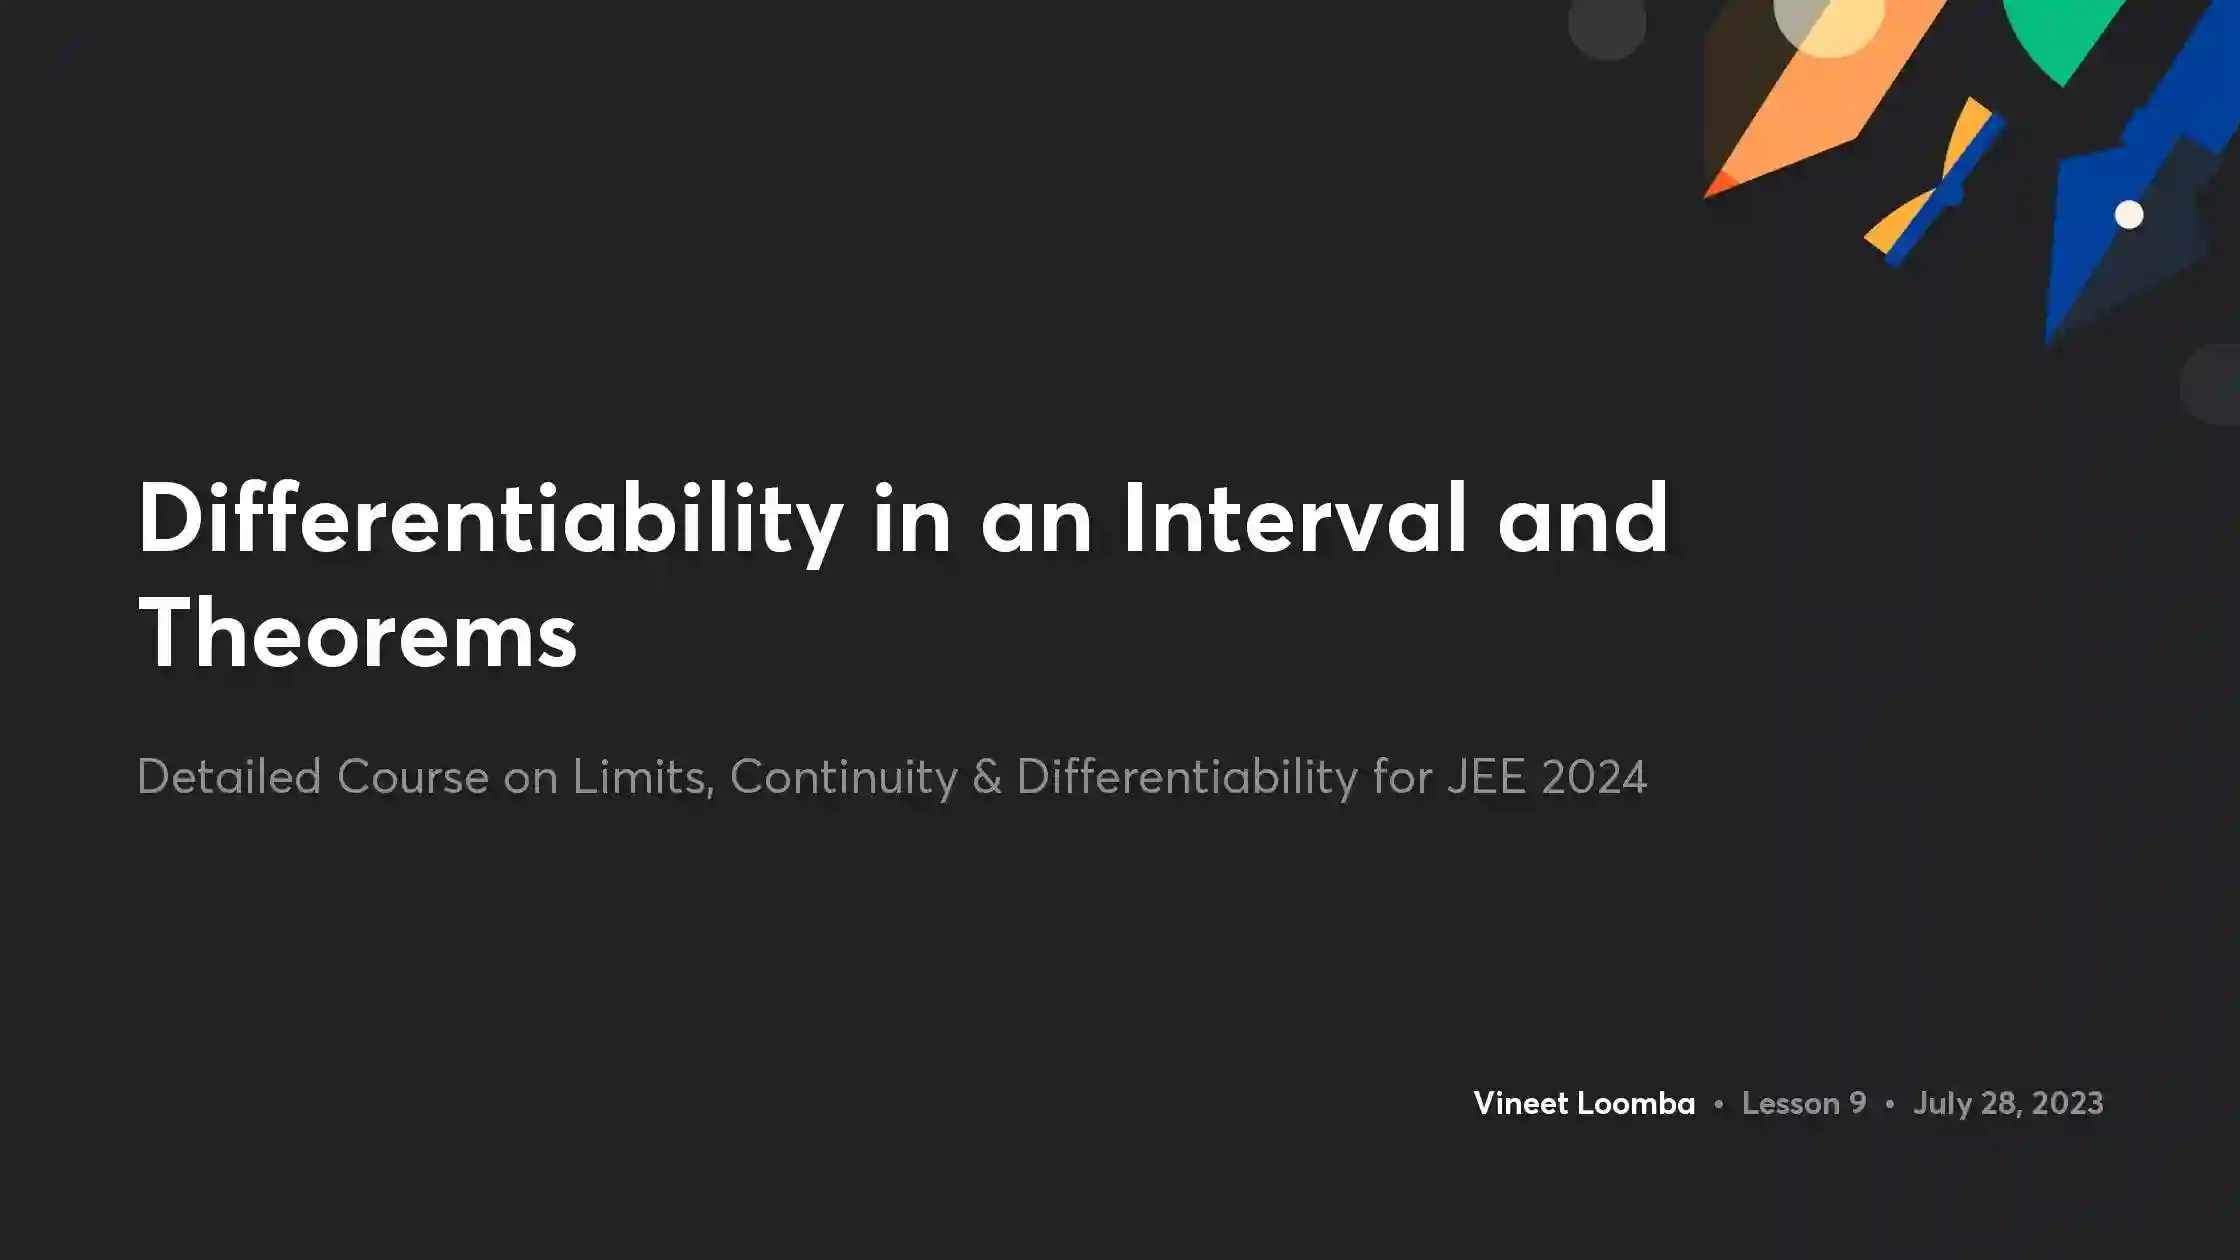 Differentiability in an Interval and
Theorems
Detailed Course on Limits, Continuity & Differentiability for JEE 2024
Vineet Loomba • Lesson 9 • July 28, 2023